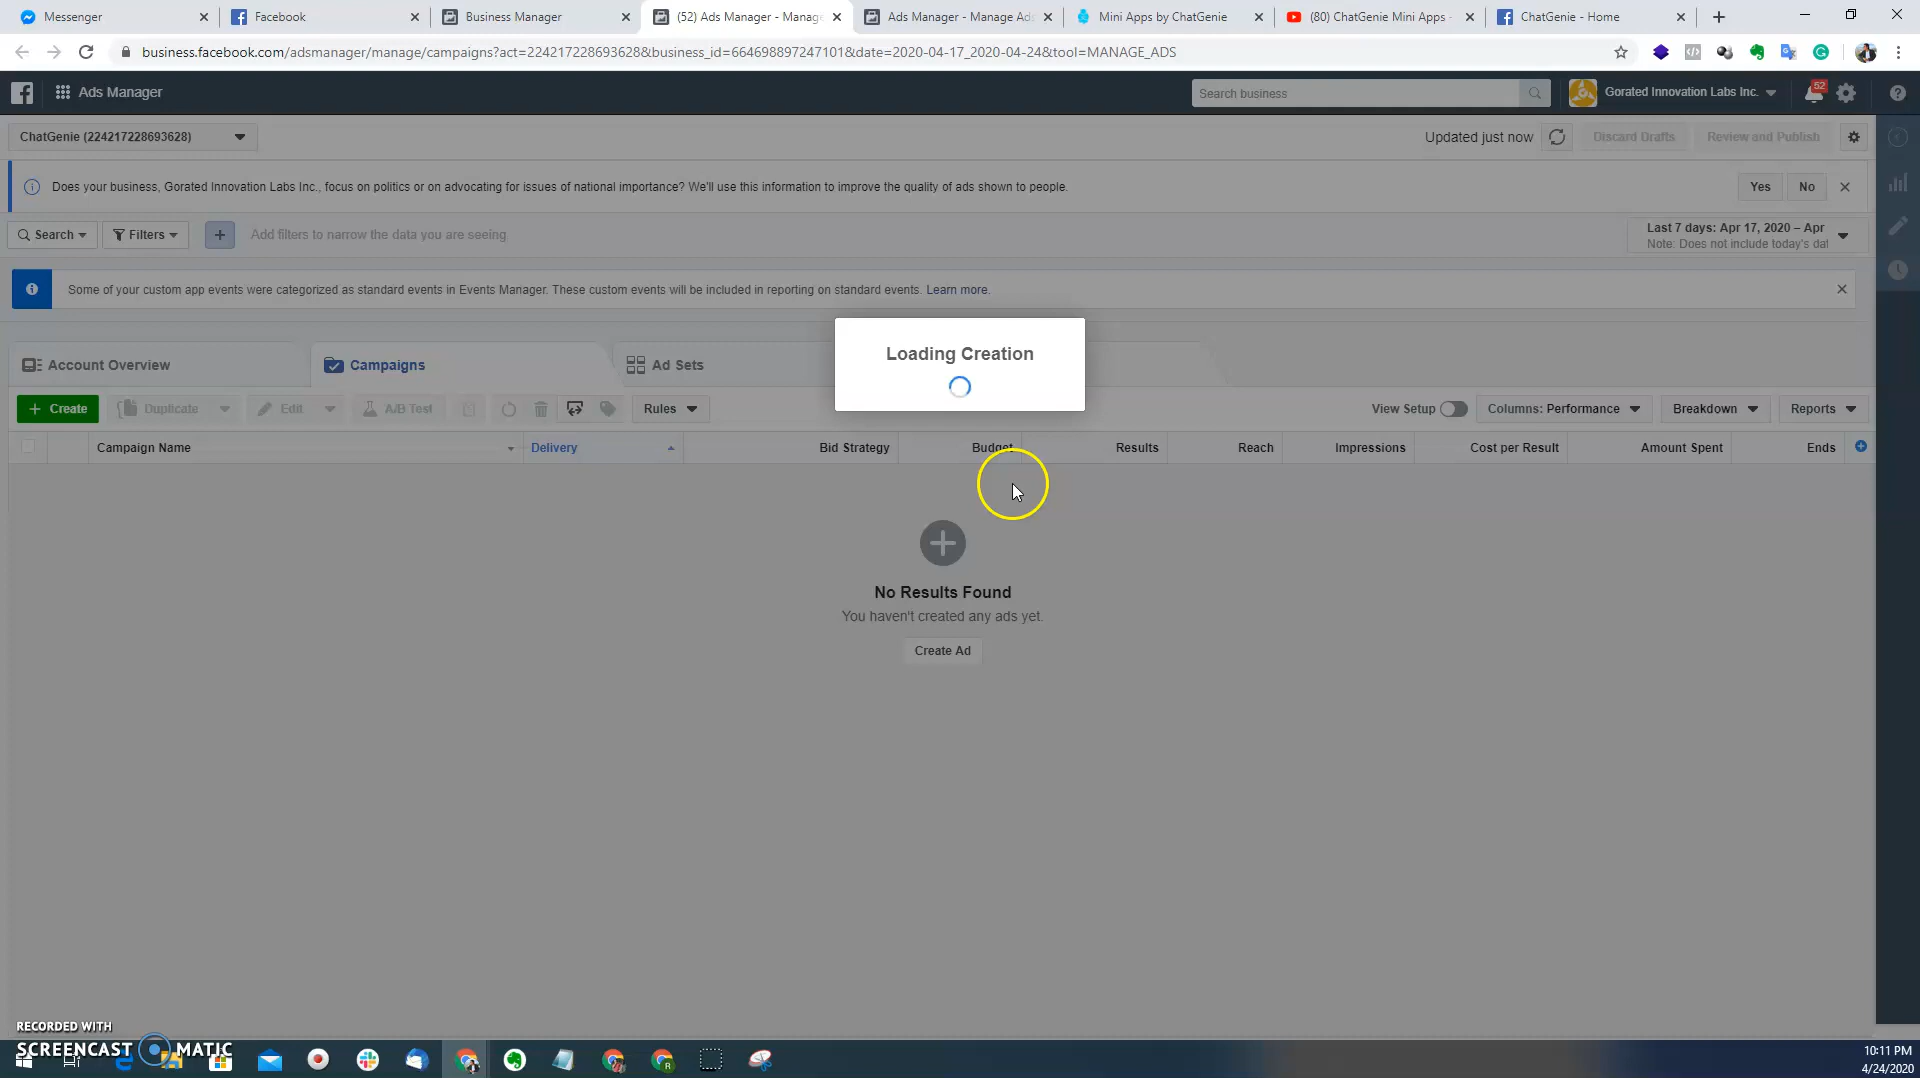 Messenger
Facebook
Business Manager
(52) Ads Manager - Manage
Ads Manager - Manage Ads
Mini Apps by ChatGenie
(80) ChatGenie Mini Apps -
ChatGenie - Home
business.facebook.com/adsmanager/manage/campaigns?act=224217228693628&business_id=664698897247101&date=2020-04-17_2020-04-24&tool=MANAGE_ADS
Ads Manager
Search business
Gorated Innovation Labs Inc.
52
ChatGenie (224217228693628)
Updated just now
Discard Drafts
Review and Publish
Does your business, Gorated Innovation Labs Inc., focus on politics or on advocating for issues of national importance? We'll use this information to improve the quality of ads shown to people.
Yes
No
Search
Filters
Add filters to narrow the data you are seeing.
Last 7 days: Apr 17, 2020 – Apr
Note: Does not include today's dat
Some of your custom app events were categorized as standard events in Events Manager. These custom events will be included in reporting on standard events. Learn more.
Loading Creation
Account Overview
Campaigns
Ad Sets
+ Create
Duplicate
Edit
A/B Test
Rules
View Setup
Columns: Performance
Breakdown
Reports
Campaign Name
Delivery
Bid Strategy
Budget
Results
Reach
Impressions
Cost per Result
Amount Spent
Ends
No Results Found
You haven't created any ads yet.
Create Ad
RECORDED WITH
SCREENCAST MATIC
10:11 PM
4/24/2020